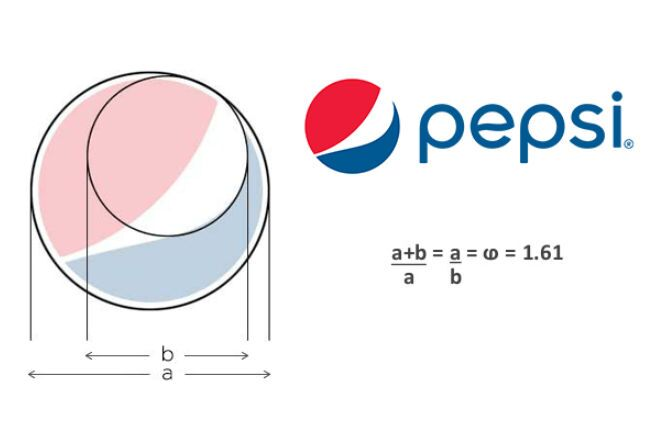 pepsi®
a+b = a = φ = 1.61
a b
b
a